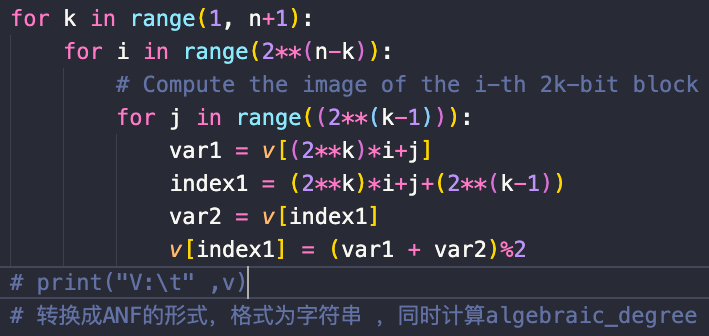 for k in range(1, n+1):
    for i in range(2**(n-k)):
        # Compute the image of the i-th 2k-bit block
        for j in range((2**(k-1))):
            var1 = v[(2**k)*i+j]
            index1 = (2**k)*i+j+(2**(k-1))
            var2 = v[index1]
            v[index1] = (var1 + var2)%2
# print("V:\t" ,v)
# 转换成ANF的形式，格式为字符串 ，同时计算algebraic_degree